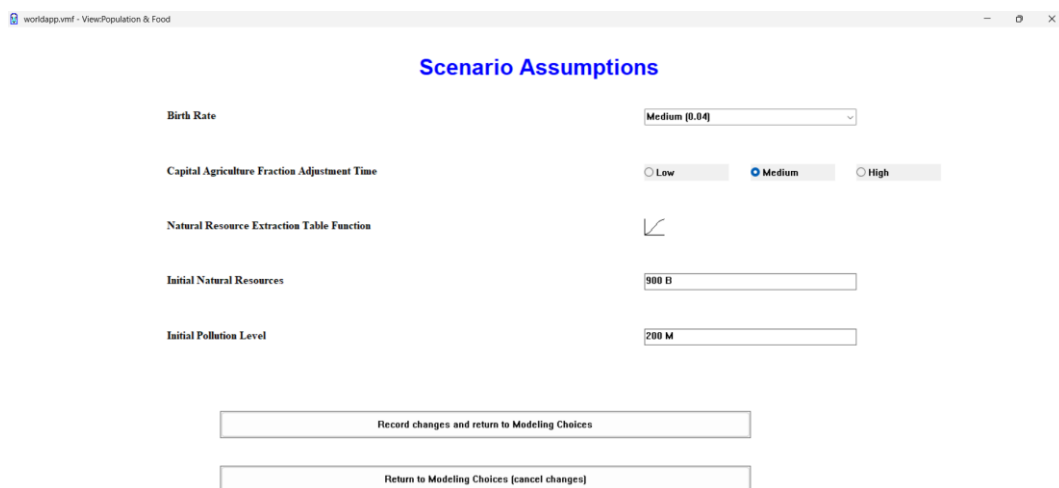 worldapp.vmf - View:Population & Food
Scenario Assumptions
Birth Rate
Medium (0.04)
Capital Agriculture Fraction Adjustment Time
Low Medium High
Natural Resource Extraction Table Function
Initial Natural Resources
900 B
Initial Pollution Level
200 M
Record changes and return to Modeling Choices
Return to Modeling Choices (cancel changes)